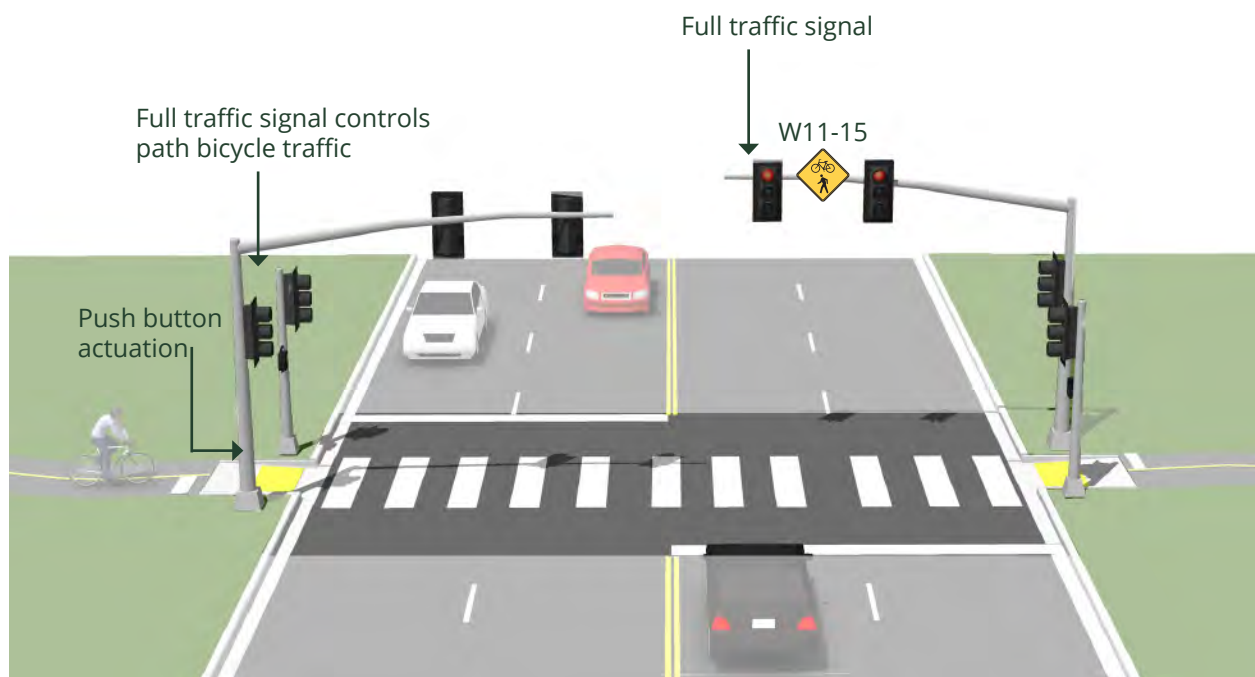 Full traffic signal
Full traffic signal controls
path bicycle traffic
W11-15
Push button
actuation